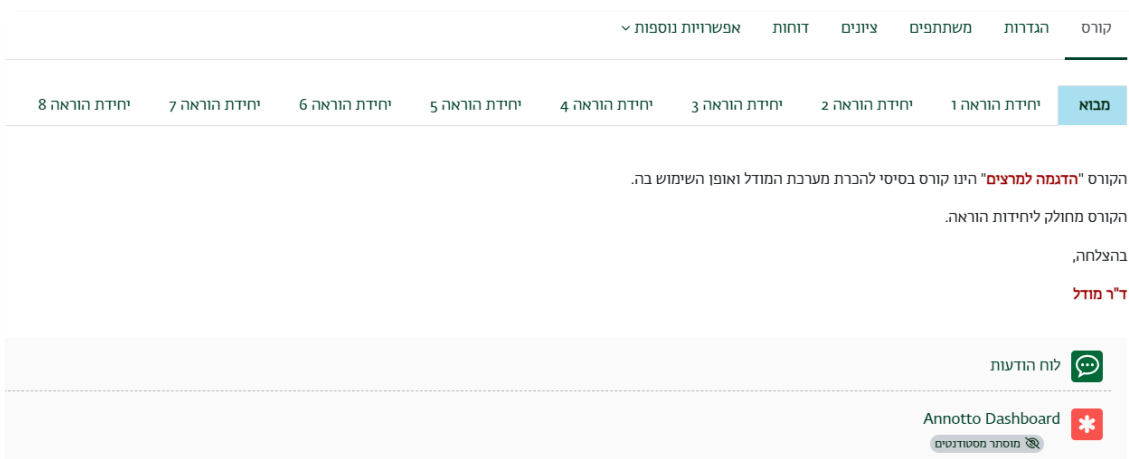 קורס הגדרות משתתפים ציונים דוחות אפשרויות נוספות
מבוא יחידת הוראה 1 יחידת הוראה 2 יחידת הוראה 3 יחידת הוראה 4 יחידת הוראה 5 יחידת הוראה 6 יחידת הוראה 7 יחידת הוראה 8
הקורס "הדגמה למרצים" הינו קורס בסיסי להכרת מערכת המודל ואופן השימוש בה.
הקורס מחולק ליחידות הוראה.
בהצלחה,
ד"ר מודל
לוח הודעות
Annotto Dashboard
מוסתר מסטודנטים